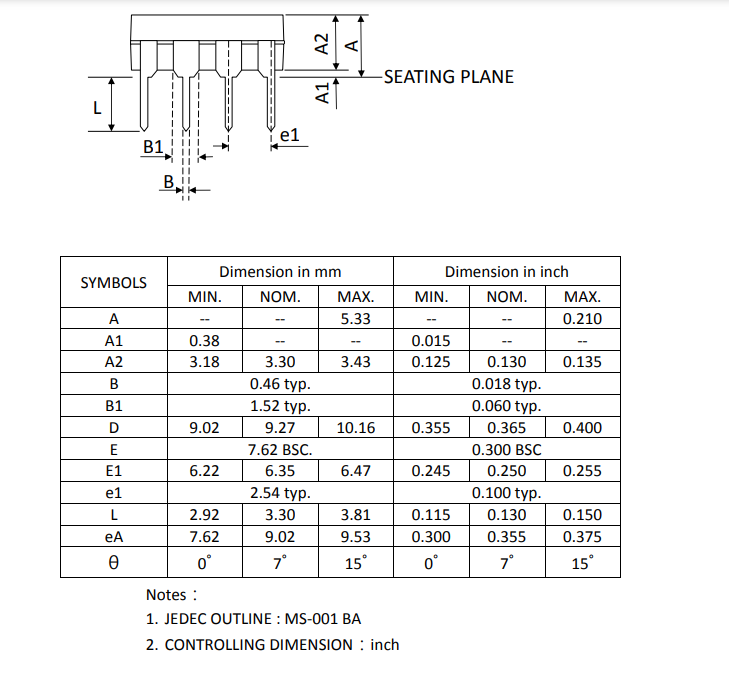 A2
A
SEATING PLANE
A1
L
e1
B1
B
SYMBOLS Dimension in mm Dimension in inch
MIN. NOM. MAX. MIN. NOM. MAX.
A -- -- 5.33 -- -- 0.210
A1 0.38 -- -- 0.015 -- --
A2 3.18 3.30 3.43 0.125 0.130 0.135
B 0.46 typ. 0.018 typ.
B1 1.52 typ. 0.060 typ.
D 9.02 9.27 10.16 0.355 0.365 0.400
E 7.62 BSC. 0.300 BSC
E1 6.22 6.35 6.47 0.245 0.250 0.255
e1 2.54 typ. 0.100 typ.
L 2.92 3.30 3.81 0.115 0.130 0.150
eA 7.62 9.02 9.53 0.300 0.355 0.375
θ 0° 7° 15° 0° 7° 15°
Notes：
1. JEDEC OUTLINE : MS-001 BA
2. CONTROLLING DIMENSION：inch